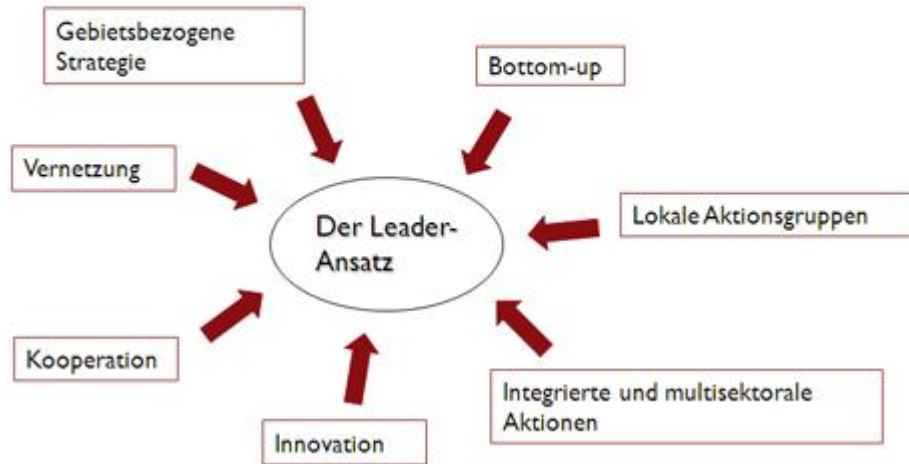 Gebietsbezogene
Strategie
Bottom-up
Vernetzung
Der Leader-
Ansatz
Lokale Aktionsgruppen
Kooperation
Integrierte und multisektorale
Aktionen
Innovation